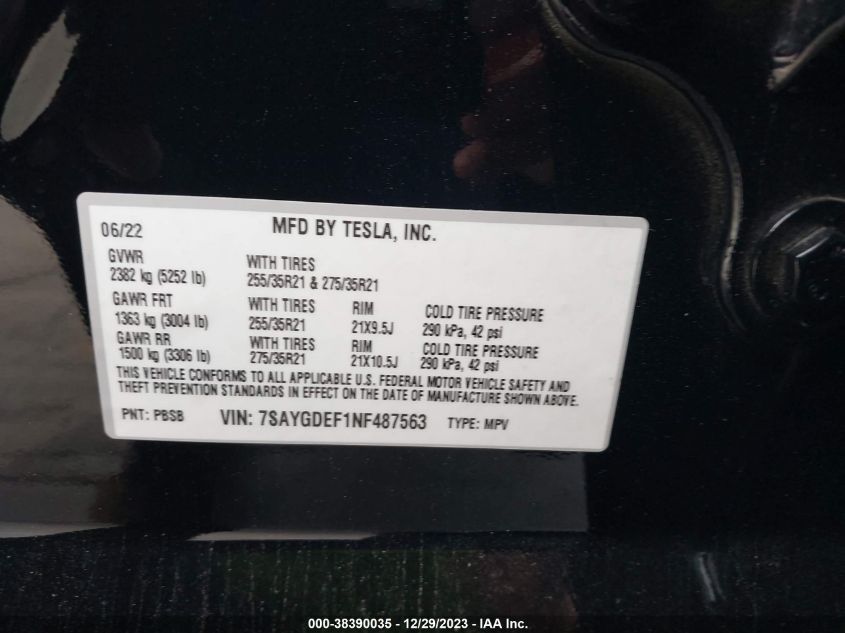 06/22 MFD BY TESLA, INC.
GVWR WITH TIRES
2382 kg (5252 lb) 255/35R21 & 275/35R21
GAWR FRT WITH TIRES RIM COLD TIRE PRESSURE
1363 kg (3004 lb) 255/35R21 21X9.5J 290 kPa, 42 psi
GAWR RR WITH TIRES RIM COLD TIRE PRESSURE
1500 kg (3306 lb) 275/35R21 21X10.5J 290 kPa, 42 psi
THIS VEHICLE CONFORMS TO ALL APPLICABLE U.S. FEDERAL MOTOR VEHICLE SAFETY AND
THEFT PREVENTION STANDARDS IN EFFECT ON THE DATE OF MANUFACTURE SHOWN ABOVE.
PNT: PBSB VIN: 7SAYGDEF1NF487563 TYPE: MPV
000-38390035 - 12/29/2023 - IAA Inc.